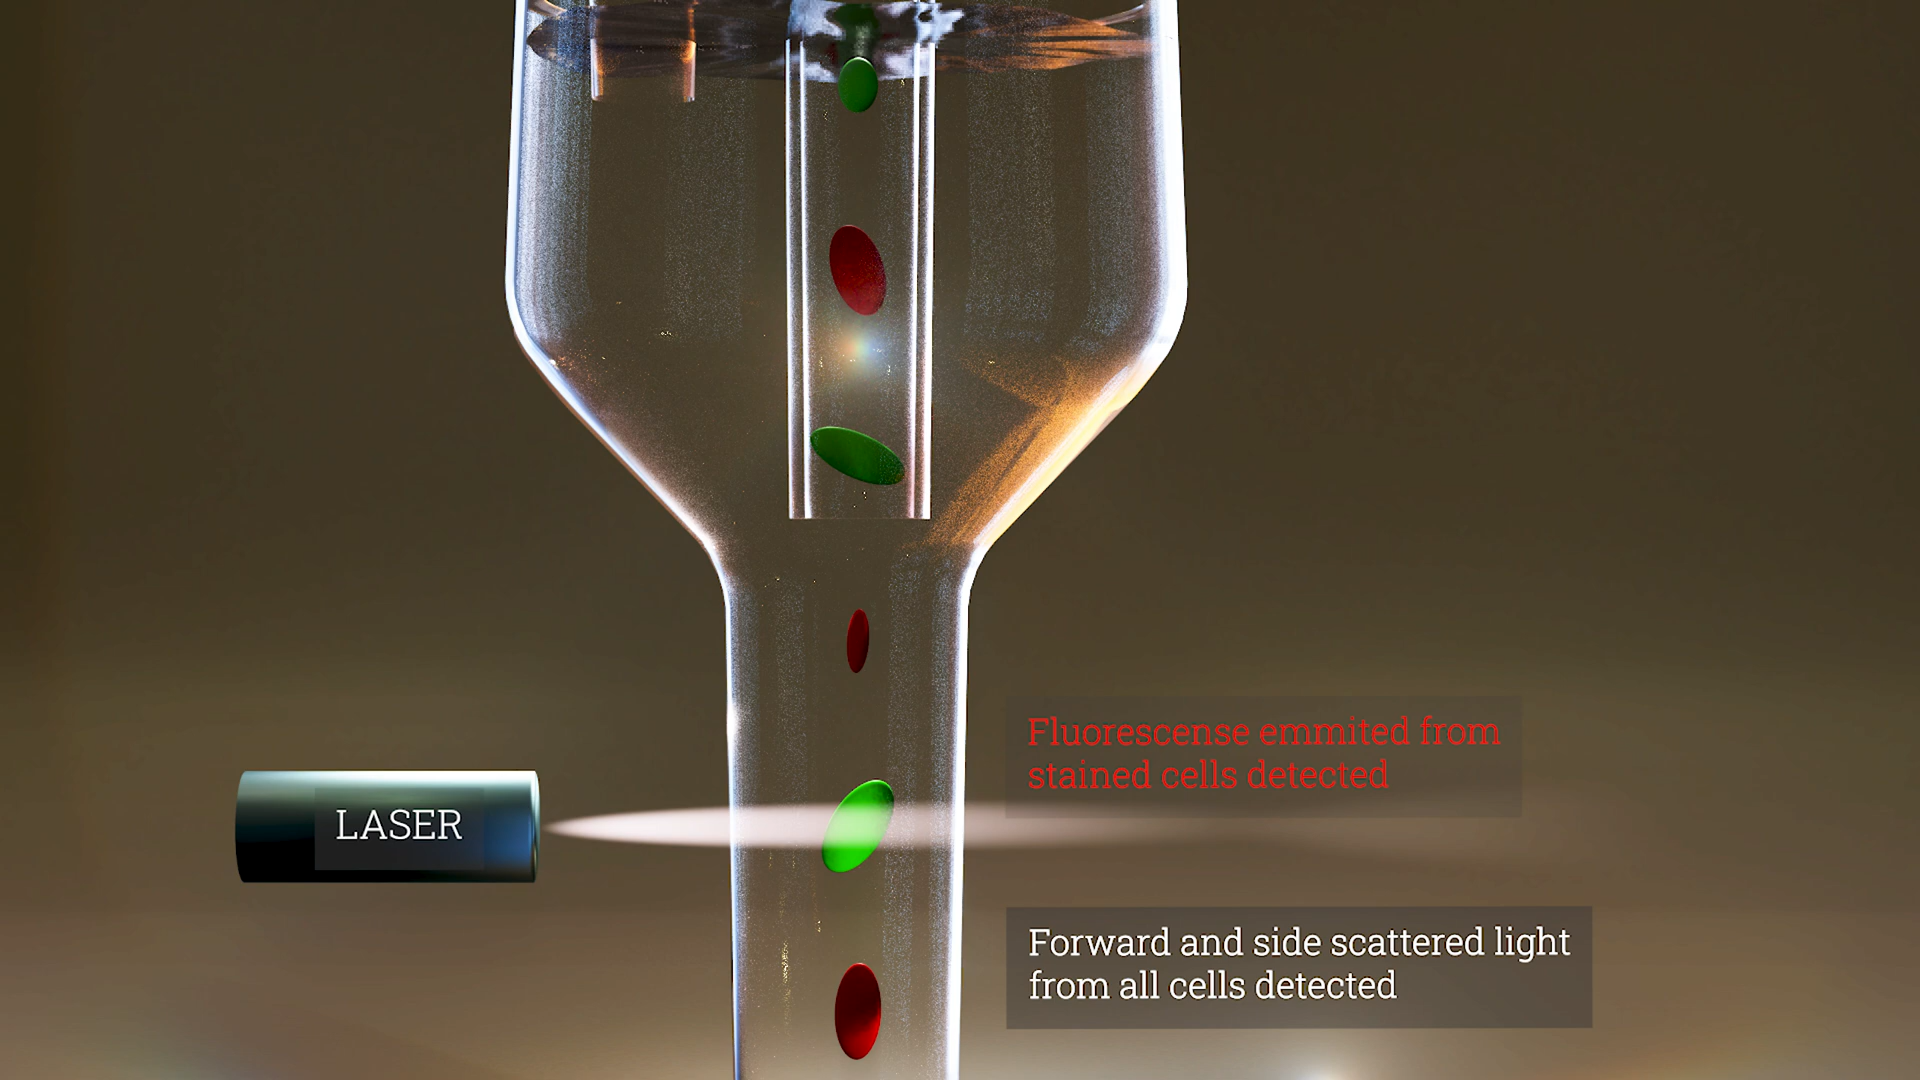 LASER
Fluorescense emmited from
stained cells detected
Forward and side scattered light
from all cells detected